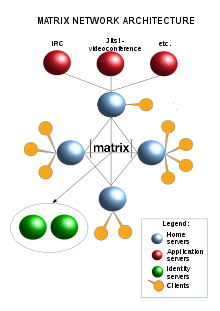 MATRIX NETWORK ARCHITECTURE
IRC
Jitsi -
videoconference
etc.
[matrix]
Legend:
Home
servers
Application
servers
Identity
servers
Clients